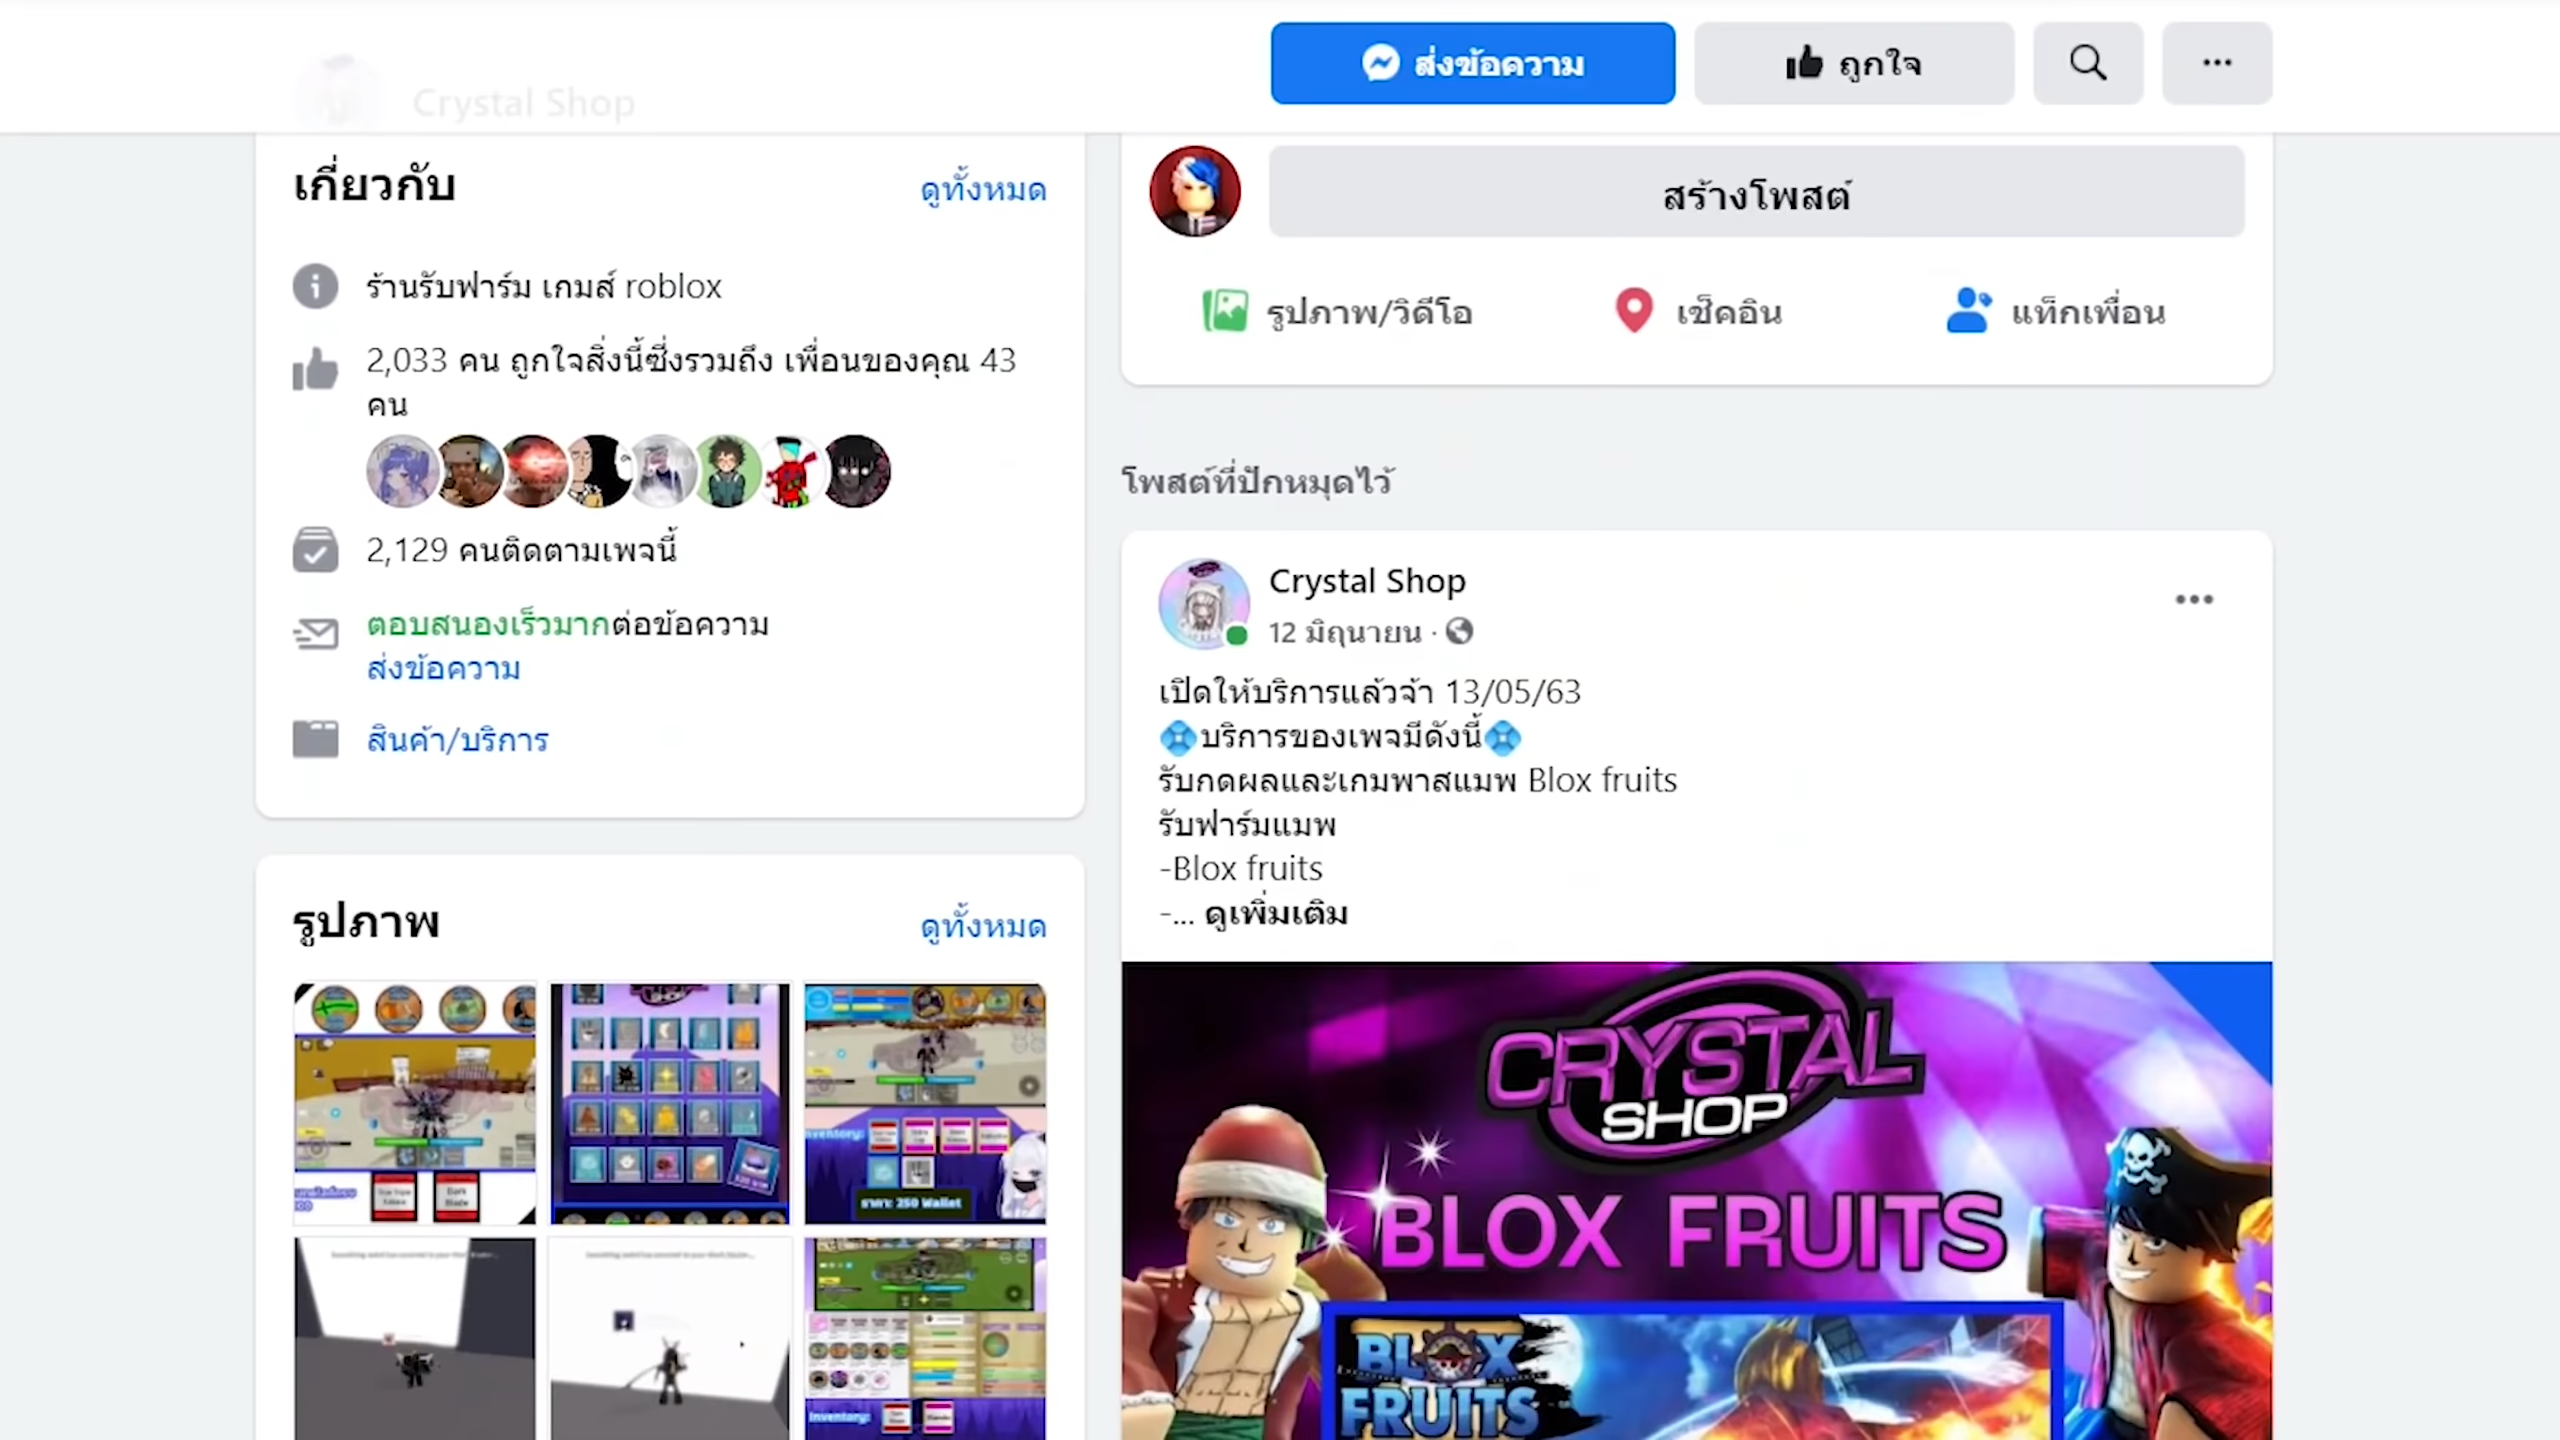 Crystal Shop
ส่งข้อความ
ถูกใจ
เกี่ยวกับ
ดูทั้งหมด
ร้านรับฟาร์ม เกมส์ roblox
2,033 คน ถูกใจสิ่งนี้ซึ่งรวมถึง เพื่อนของคุณ 43
คน
2,129 คนติดตามเพจนี้
ตอบสนองเร็วมากต่อข้อความ
ส่งข้อความ
สินค้า/บริการ
รูปภาพ
ดูทั้งหมด
Inventory:
ราคา: 250 Wallet
Dark Blade
Inventory:
สร้างโพสต์
รูปภาพ/วิดีโอ
เช็คอิน
แท็กเพื่อน
โพสต์ที่ปักหมุดไว้
Crystal Shop
12 มิถุนายน ·
เปิดให้บริการแล้วจ้า 13/05/63
💠บริการของเพจมีดังนี้💠
รับกดผลและเกมพาสแมพ Blox fruits
รับฟาร์มแมพ
-Blox fruits
-... ดูเพิ่มเติม
CRYSTAL
SHOP
BLOX FRUITS
BLOX
FRUITS